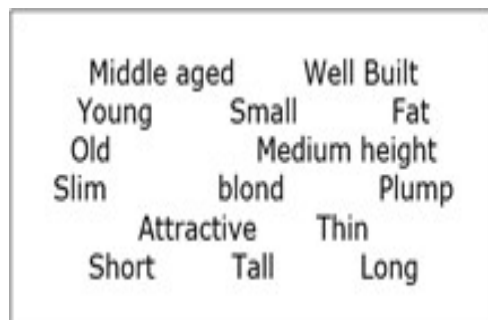 Middle aged Well Built
Young Small Fat
Old Medium height
Slim blond Plump
Attractive Thin
Short Tall Long